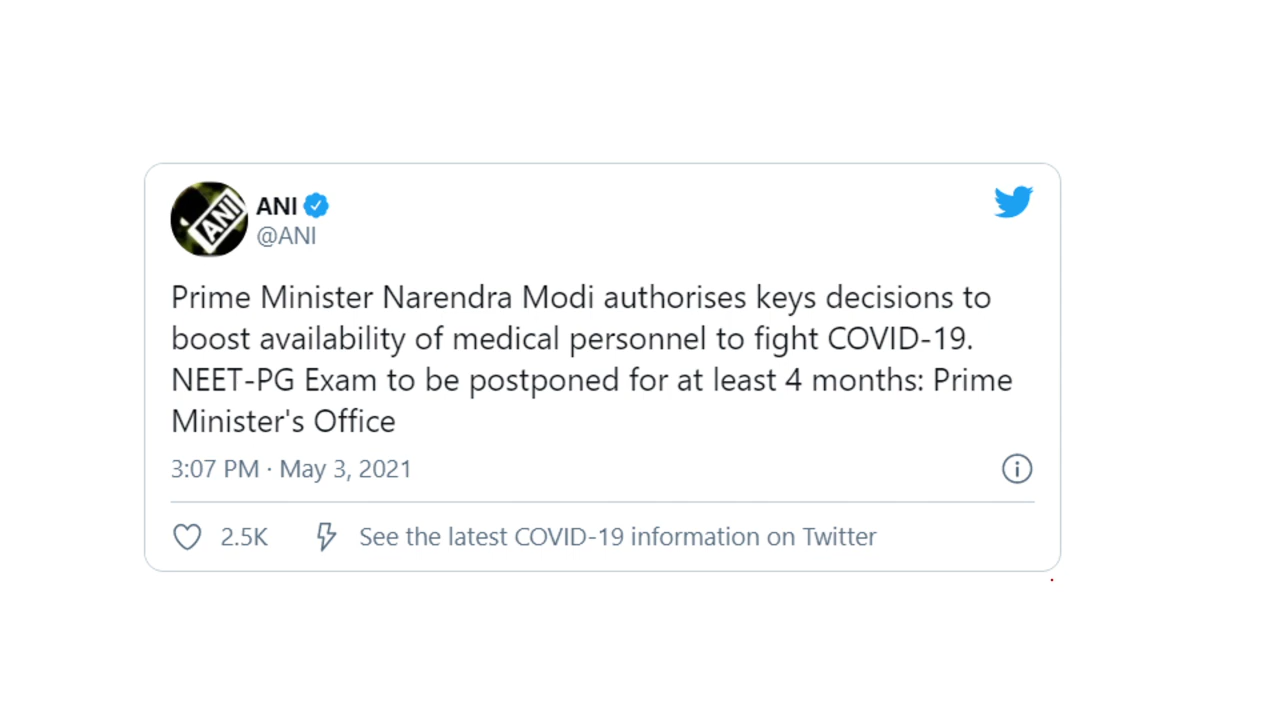 ANI
ANI
@ANI
Prime Minister Narendra Modi authorises keys decisions to
boost availability of medical personnel to fight COVID-19.
NEET-PG Exam to be postponed for at least 4 months: Prime
Minister's Office
3:07 PM · May 3, 2021
2.5K See the latest COVID-19 information on Twitter